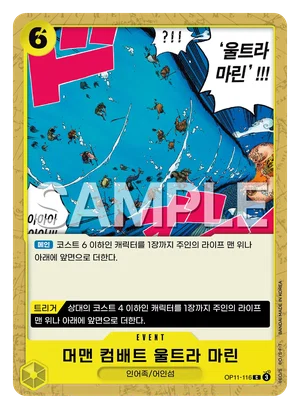 6
?!!
'울트라
마린'!!!
SAMPLE
메인 코스트 6 이하인 캐릭터를 1장까지 주인의 라이프 맨 위나
아래에 앞면으로 더한다.
트리거 상대의 코스트 4 이하인 캐릭터를 1장까지 주인의 라이프
맨 위나 아래에 앞면으로 더한다.
EVENT
머맨 컴배트 울트라 마린
인어족/어인섬
OP11-116 C 3